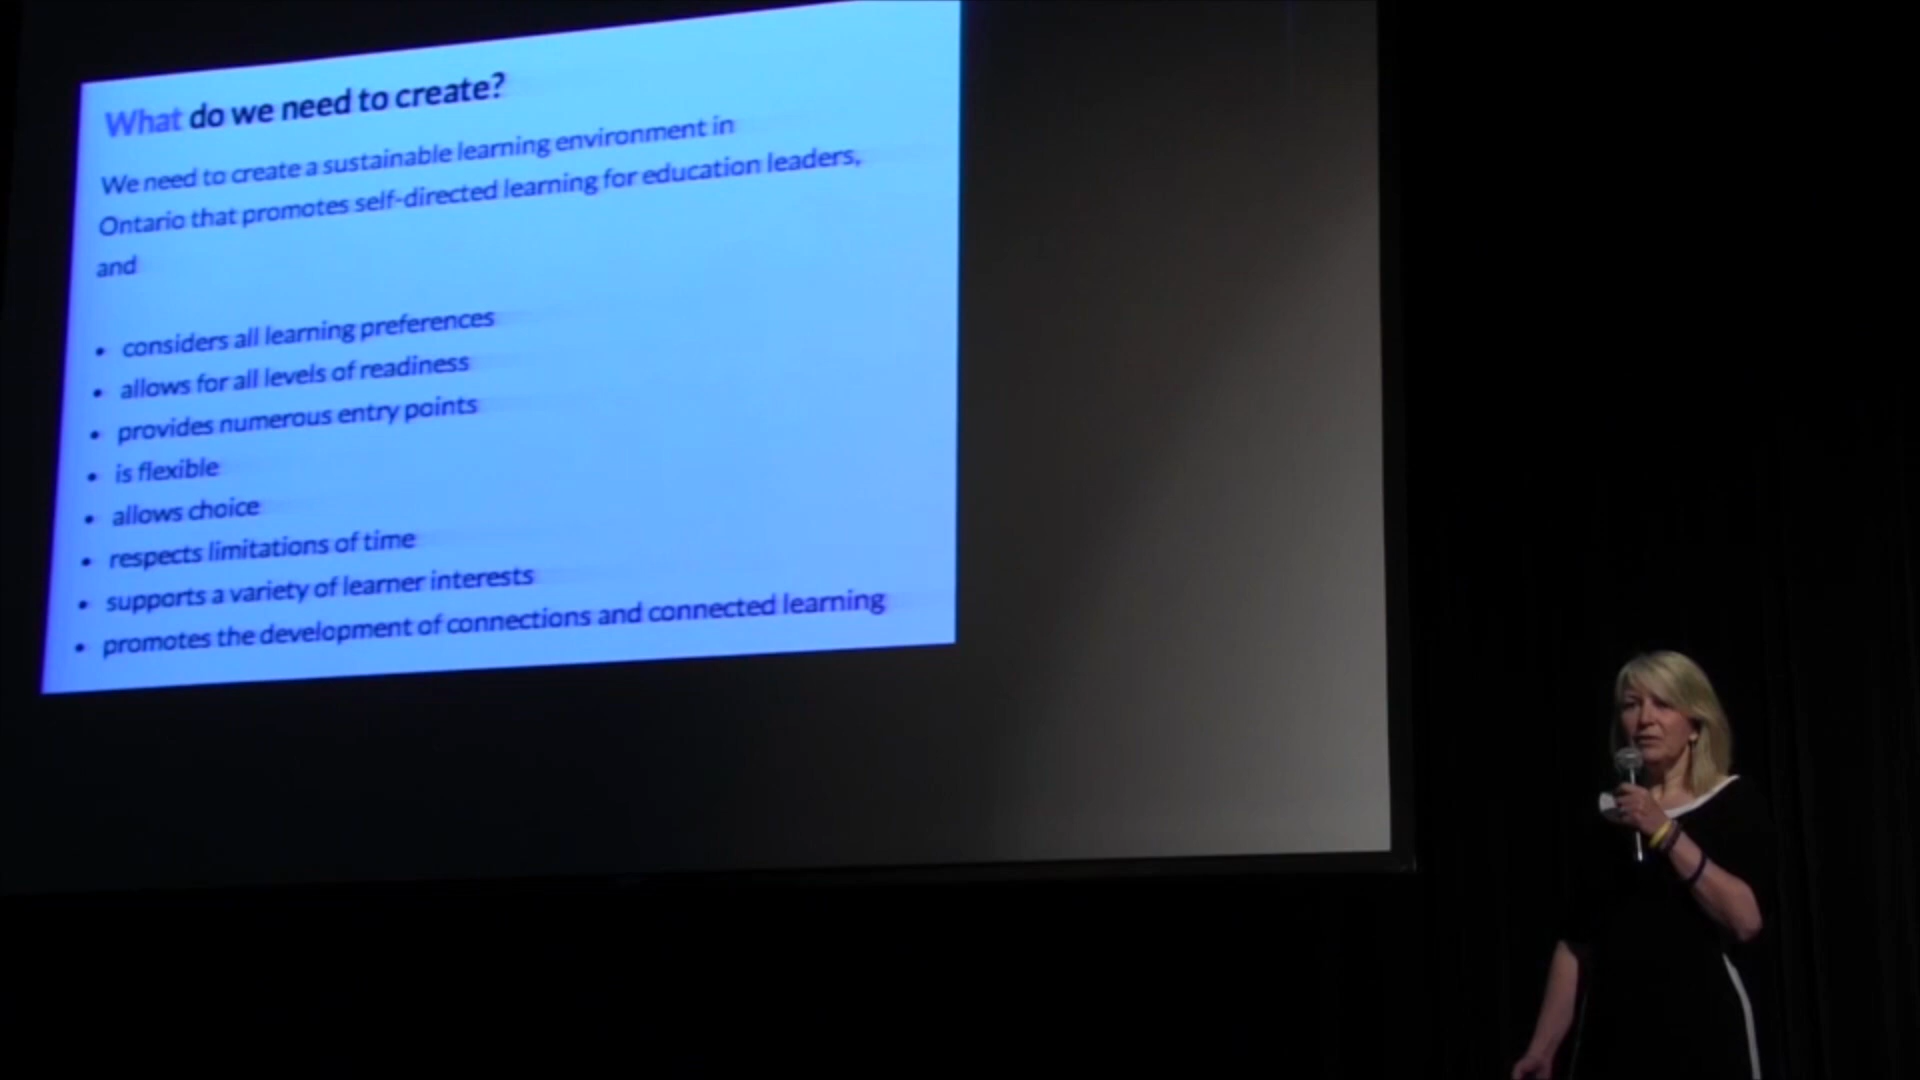 What do we need to create?
We need to create a sustainable learning environment in
Ontario that promotes self-directed learning for education leaders,
and
• considers all learning preferences
• allows for all levels of readiness
• provides numerous entry points
• is flexible
• allows choice
• respects limitations of time
• supports a variety of learner interests
• promotes the development of connections and connected learning